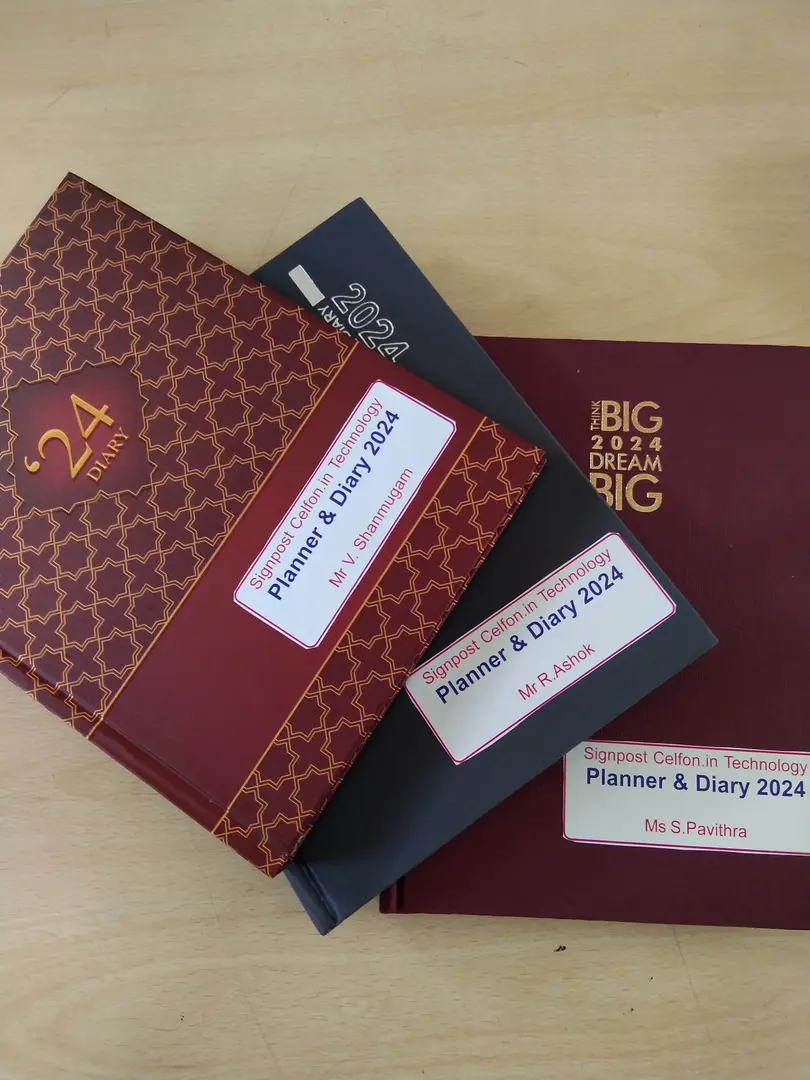 '24
DIARY
Signpost Celfon.in Technology
Planner & Diary 2024
Mr V. Shanmugam
2024
Signpost Celfon.in Technology
Planner & Diary 2024
Mr R.Ashok
THINK
BIG
2024
DREAM
BIG
Signpost Celfon.in Technology
Planner & Diary 2024
Ms S.Pavithra